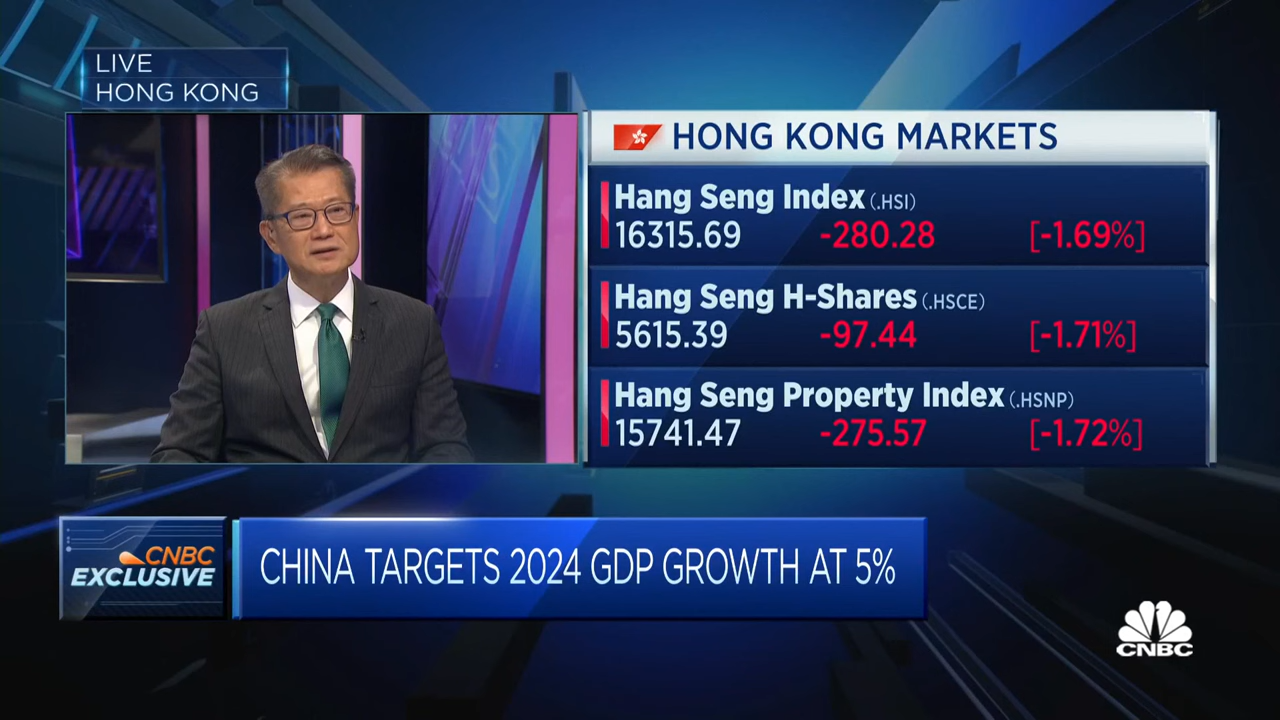 LIVE
HONG KONG
HONG KONG MARKETS
Hang Seng Index (.HSI)
16315.69 -280.28 [-1.69%]
Hang Seng H-Shares (.HSCE)
5615.39 -97.44 [-1.71%]
Hang Seng Property Index (.HSNP)
15741.47 -275.57 [-1.72%]
CNBC
EXCLUSIVE
CHINA TARGETS 2024 GDP GROWTH AT 5%
CNBC